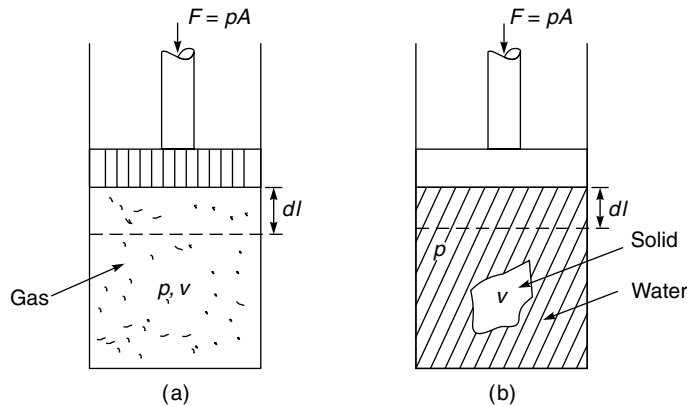 F = pA
F = pA
dl
dl
p
Solid
Gas
p, v
v
Water
(a)
(b)